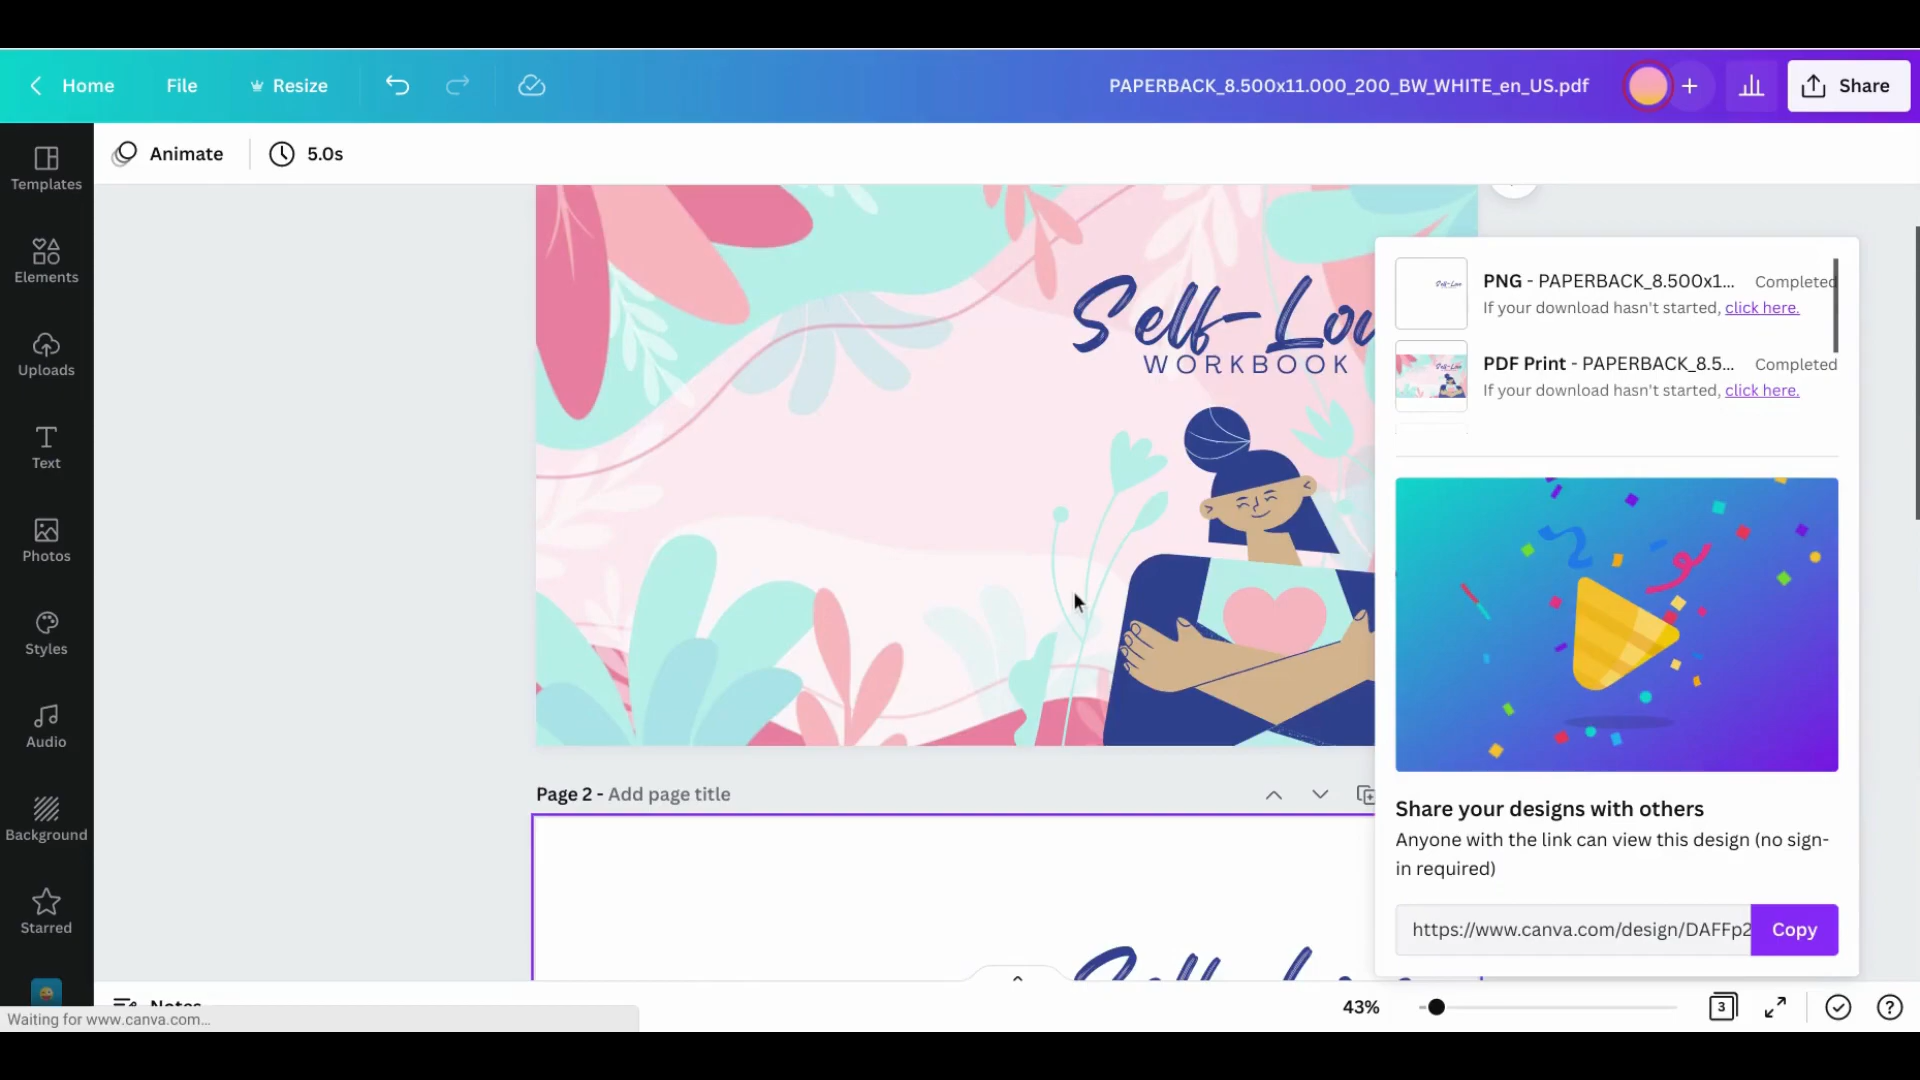 Home
File
Resize
PAPERBACK_8.500x11.000_200_BW_WHITE_en_US.pdf
Share
Animate
5.0s
Templates
Elements
Uploads
Text
Photos
Styles
Audio
Background
Starred
Self-Lov
WORKBOOK
PNG - PAPERBACK_8.500x1...
Completed
If your download hasn't started, click here.
Self-Love
PDF Print - PAPERBACK_8.5...
Completed
If your download hasn't started, click here.
Page 2 - Add page title
Share your designs with others
Anyone with the link can view this design (no sign-
in required)
https://www.canva.com/design/DAFFp2
Copy
Notes
43%
3
Waiting for www.canva.com...